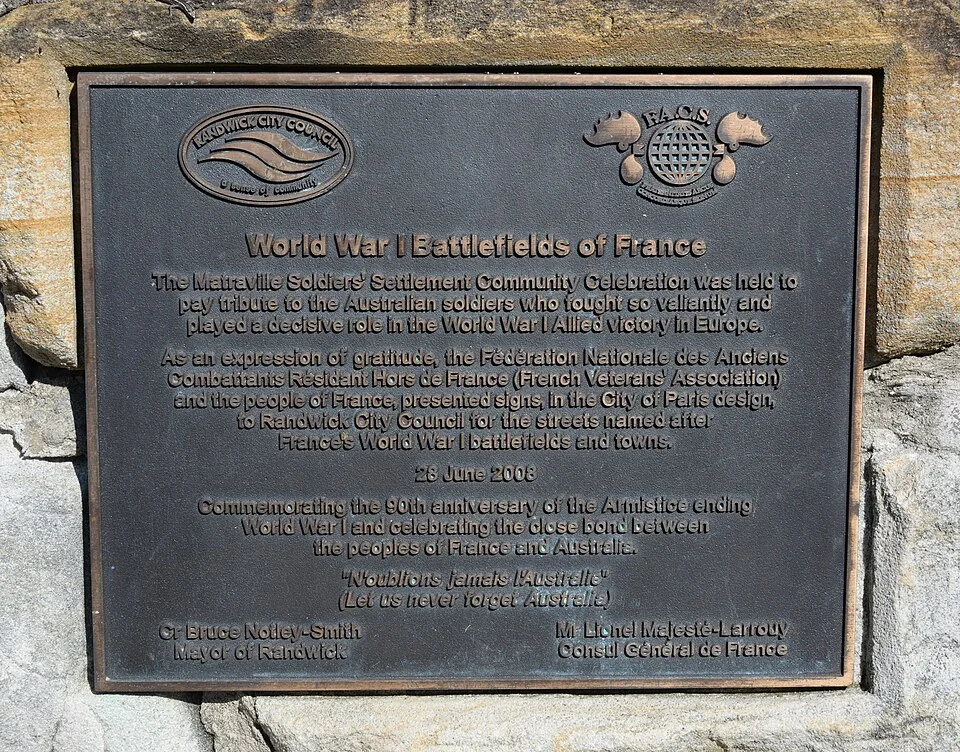 RANDWICK CITY COUNCIL
a sense of community
F.A.C.S.
World War I Battlefields of France
The Matraville Soldiers' Settlement Community Celebration was held to
pay tribute to the Australian soldiers who fought so valiantly and
played a decisive role in the World War I Allied victory in Europe.
As an expression of gratitude, the Fédération Nationale des Anciens
Combattants Résidant Hors de France (French Veterans' Association)
and the people of France, presented signs, in the City of Paris design,
to Randwick City Council for the streets named after
France's World War I battlefields and towns.
28 June 2008
Commemorating the 90th anniversary of the Armistice ending
World War I and celebrating the close bond between
the peoples of France and Australia.
"N'oublions jamais l'Australie"
(Let us never forget Australia)
Cr Bruce Notley-Smith
Mayor of Randwick
Mr Lionel Majesté-Larrouy
Consul Général de France